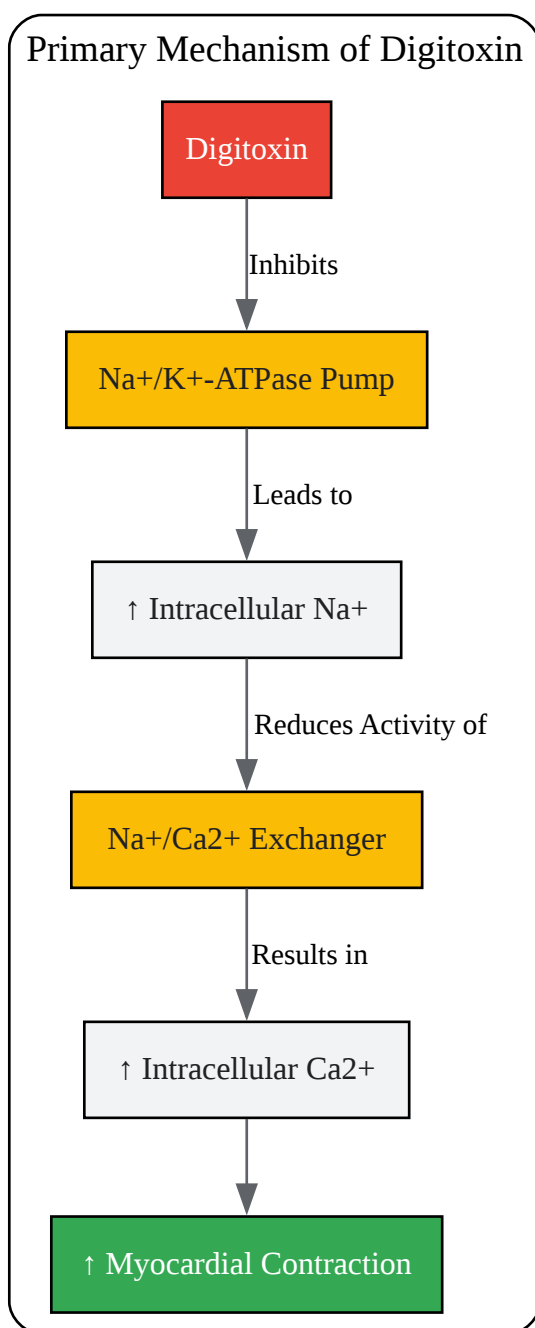 Primary Mechanism of Digitoxin
Digitoxin
Inhibits
Na+/K+-ATPase Pump
Leads to
↑ Intracellular Na+
Reduces Activity of
Na+/Ca2+ Exchanger
Results in
↑ Intracellular Ca2+
↑ Myocardial Contraction